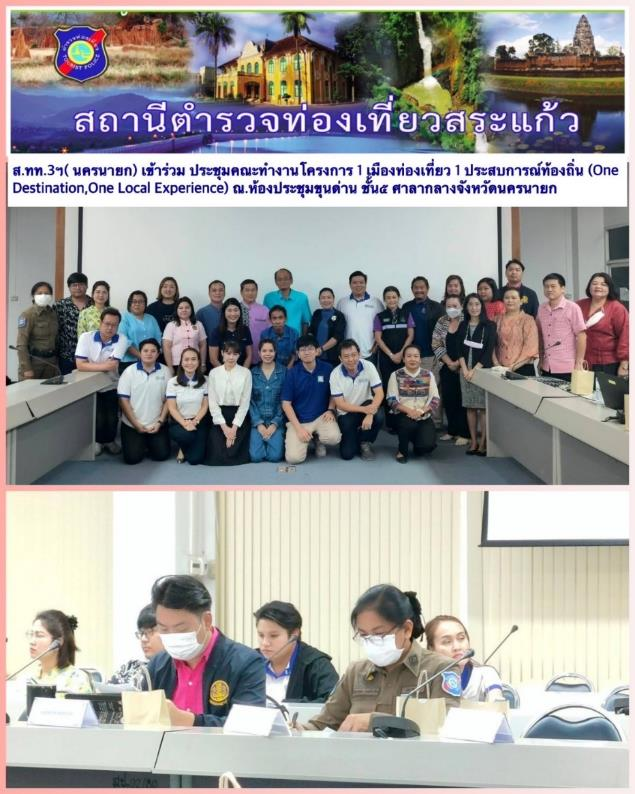 สถานีตำรวจท่องเที่ยวสระแก้ว
ส.ทท.3ฯ( นครนายก) เข้าร่วม ประชุมคณะทำงานโครงการ 1 เมืองท่องเที่ยว 1 ประสบการณ์ท้องถิ่น (One
Destination,One Local Experience) ณ.ห้องประชุมขุนด่าน ชั้น๕ ศาลากลางจังหวัดนครนายก